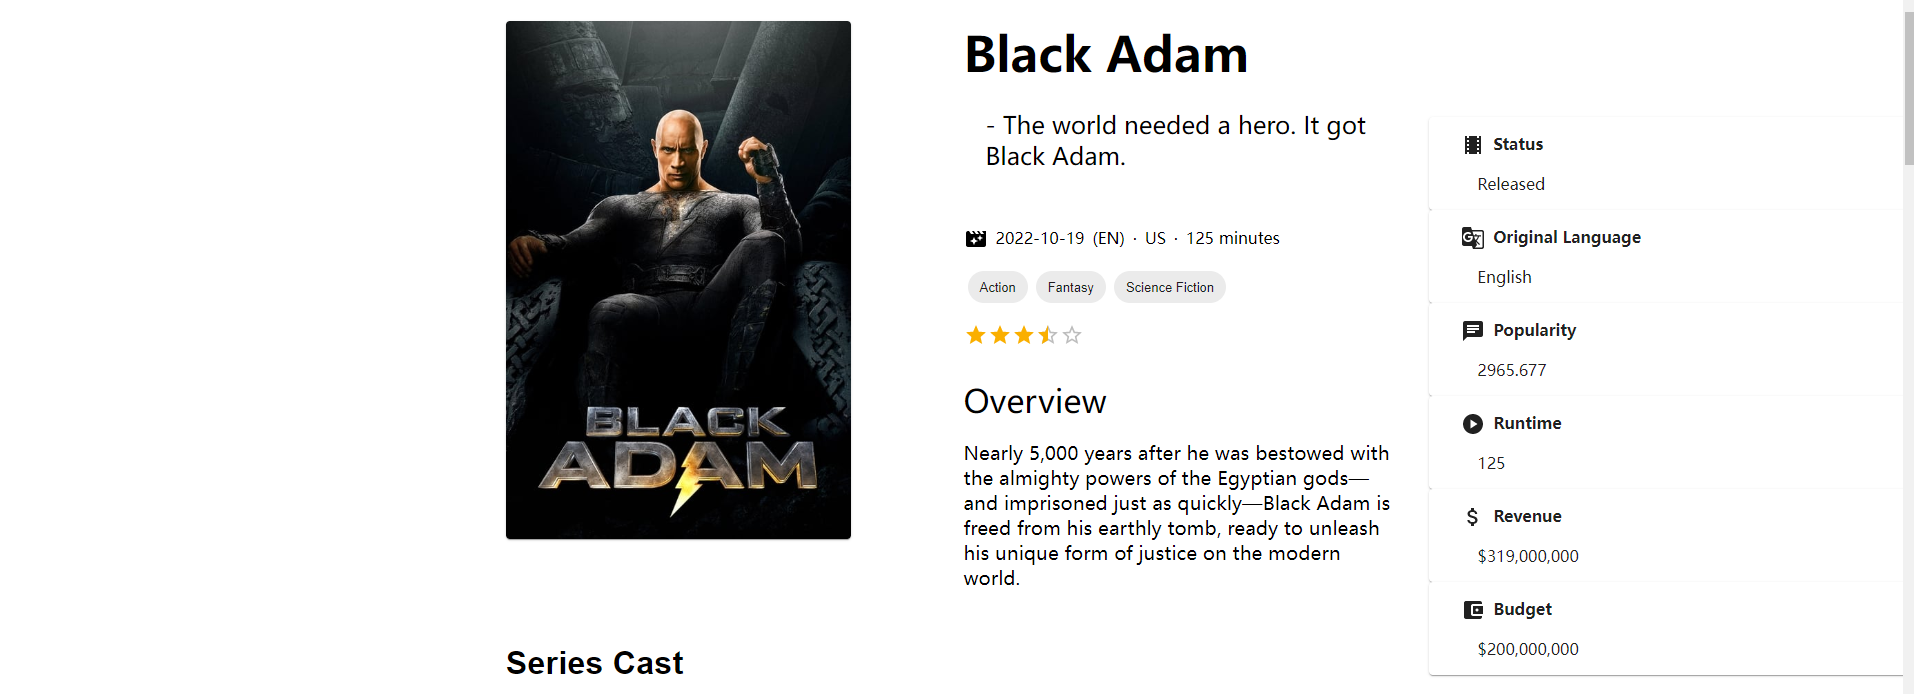 BLACK
ADAM
Black Adam
- The world needed a hero. It got
Black Adam.
2022-10-19 (EN) · US · 125 minutes
Action Fantasy Science Fiction
Overview
Nearly 5,000 years after he was bestowed with
the almighty powers of the Egyptian gods—
and imprisoned just as quickly—Black Adam is
freed from his earthly tomb, ready to unleash
his unique form of justice on the modern
world.
Status
Released
Original Language
English
Popularity
2965.677
Runtime
125
Revenue
$319,000,000
Budget
$200,000,000
Series Cast